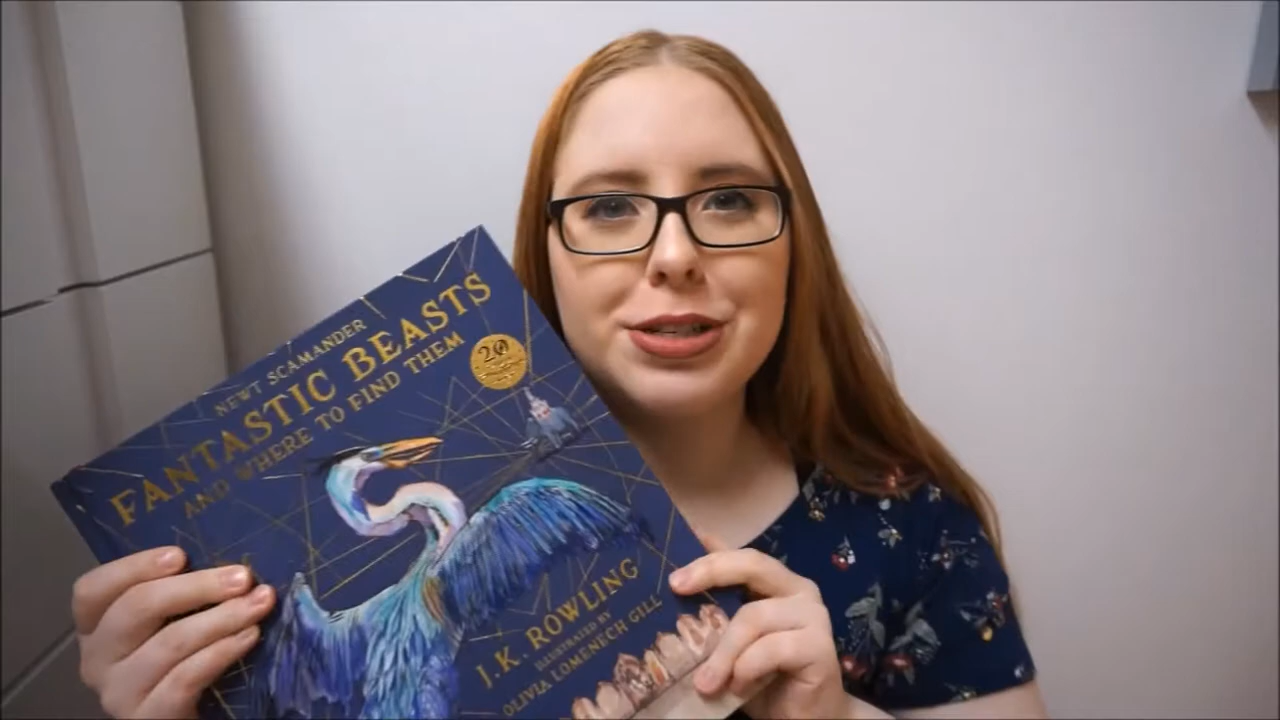 NEWT SCAMANDER
FANTASTIC BEASTS
AND WHERE TO FIND THEM
20
J.K. ROWLING
ILLUSTRATED BY
OLIVIA LOMENECH GILL